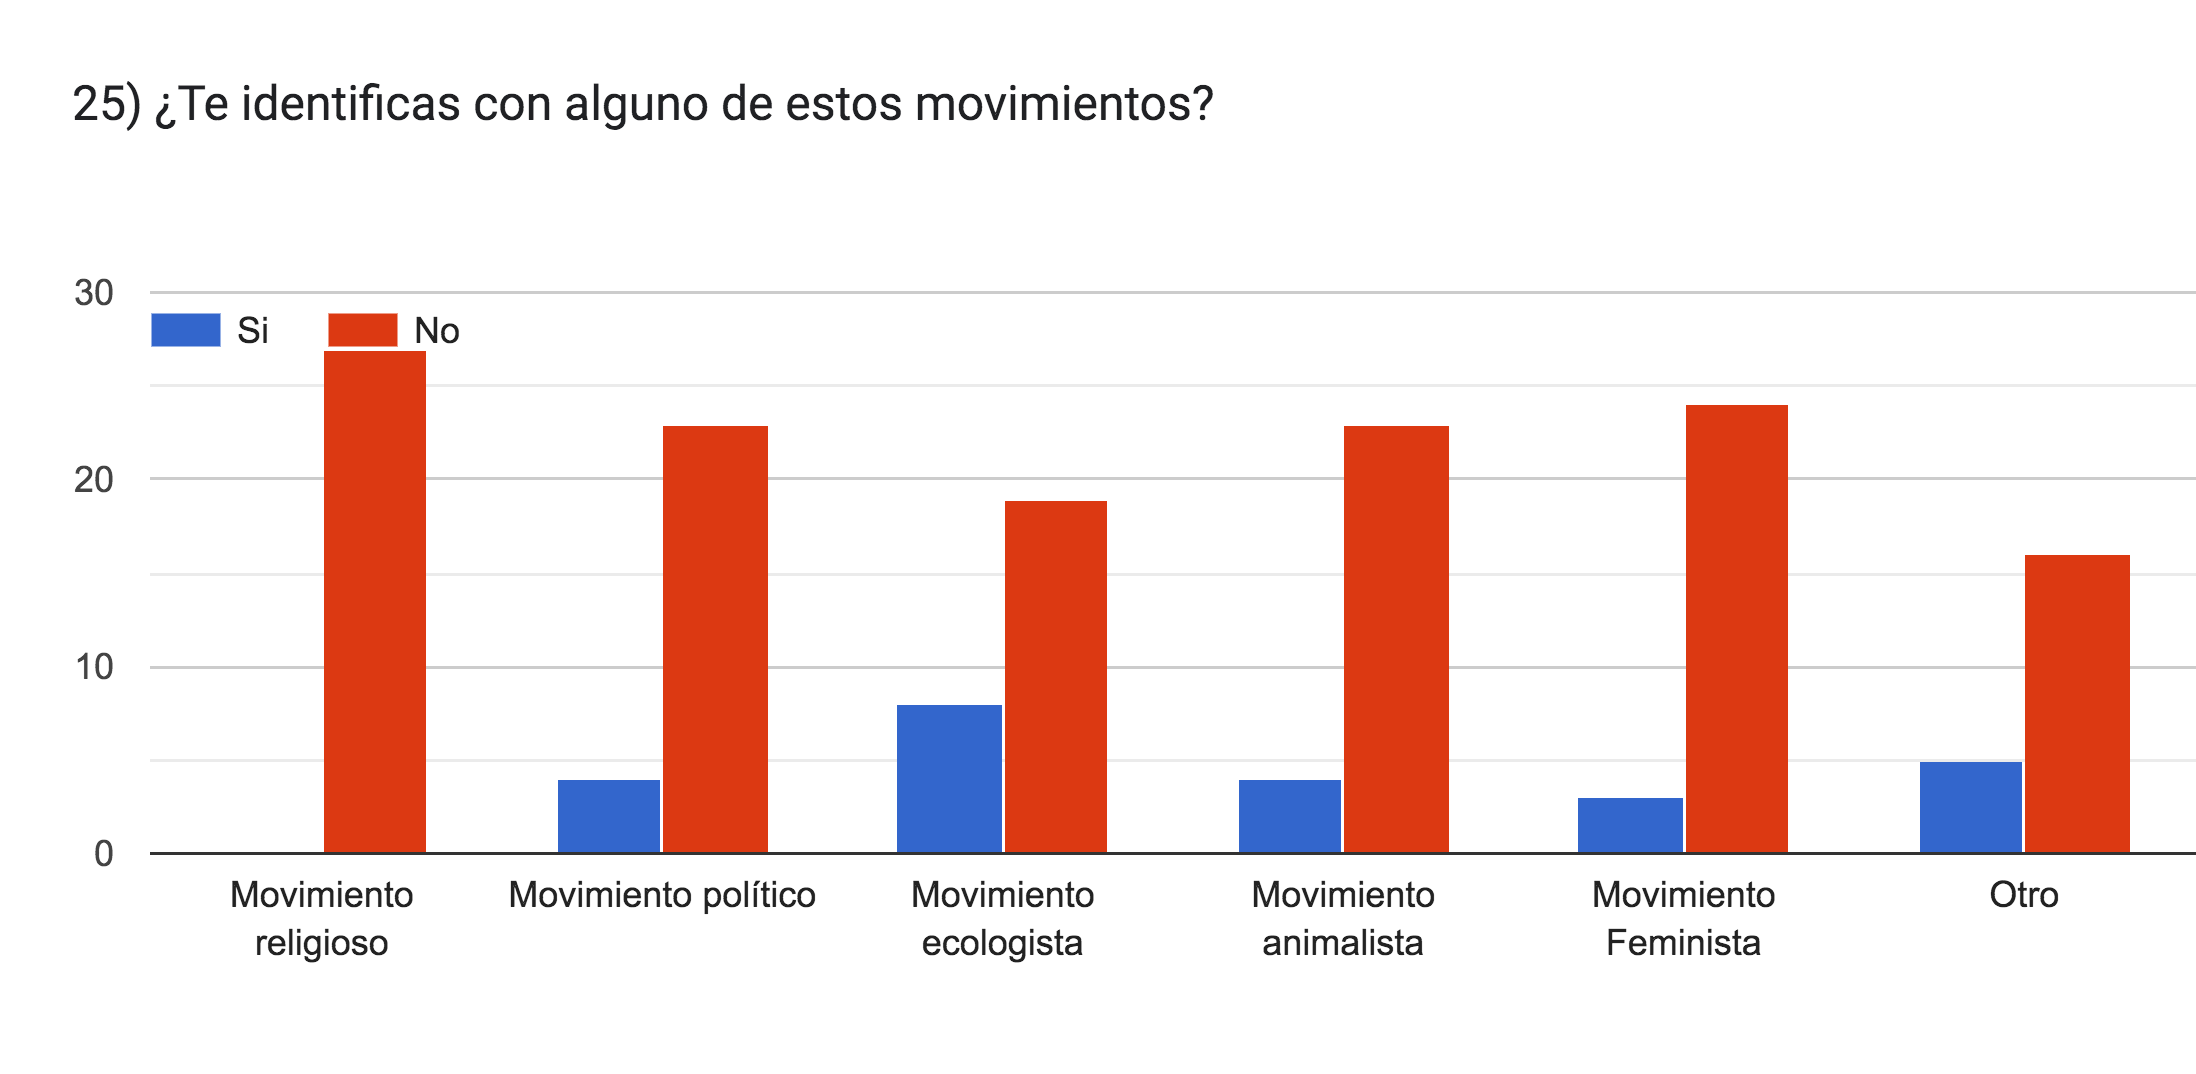 25) ¿Te identificas con alguno de estos movimientos?
30
Si
No
20
10
0
Movimiento religioso
Movimiento político
Movimiento ecologista
Movimiento animalista
Movimiento Feminista
Otro